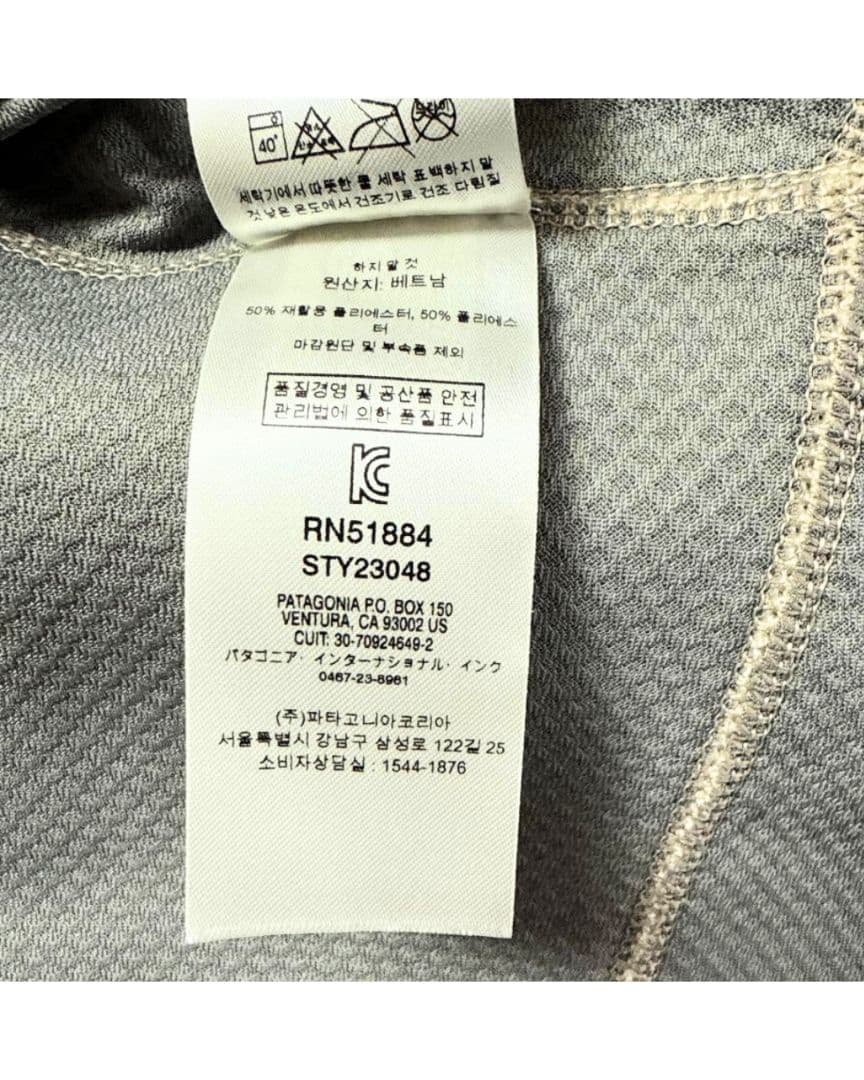 40°
세탁기에서 따뜻한 물 세탁 표백하지 말
것 낮은 온도에서 건조기로 건조 다림질
하지 말 것
원산지: 베트남
50% 재활용 폴리에스터, 50% 폴리에스
터
마감원단 및 부속품 제외
품질경영 및 공산품 안전
관리법에 의한 품질표시
KC
RN51884
STY23048
PATAGONIA P.O. BOX 150
VENTURA, CA 93002 US
CUIT: 30-70924649-2
パタゴニア・インターナショナル・インク
0467-23-8961
(주)파타고니아코리아
서울특별시 강남구 삼성로 122길 25
소비자상담실 : 1544-1876